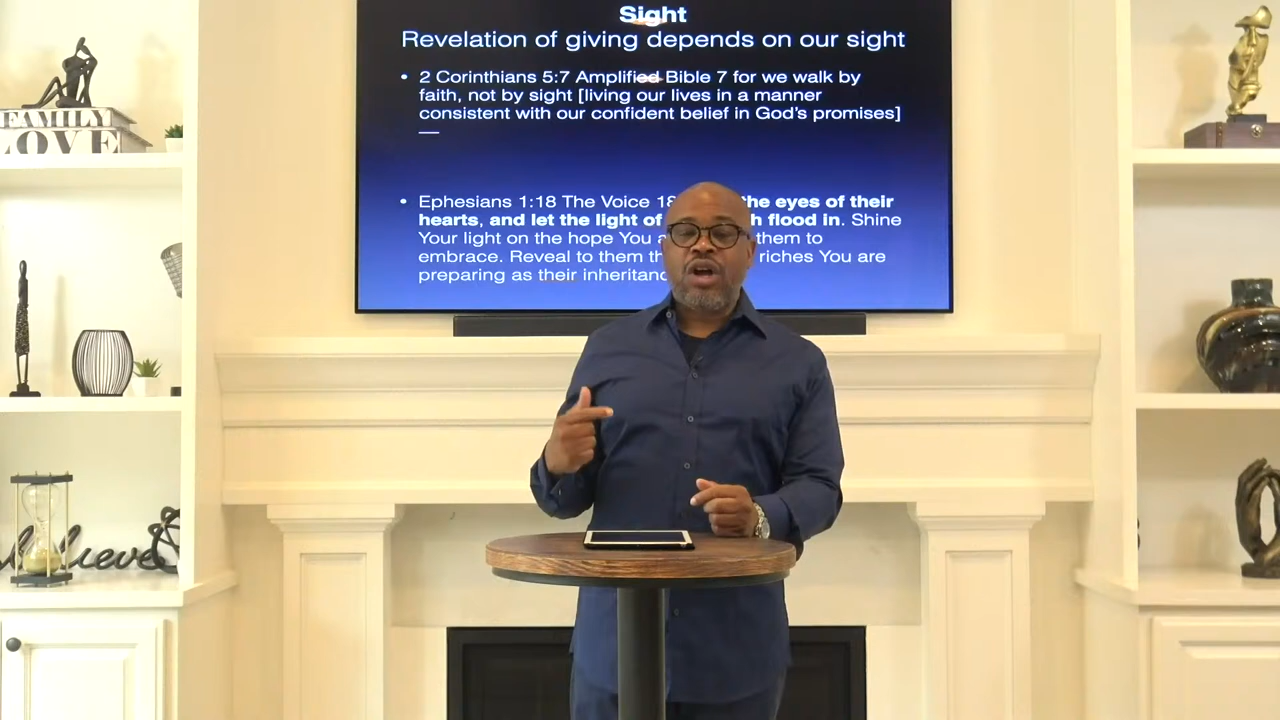 Sight
Revelation of giving depends on our sight
• 2 Corinthians 5:7 Amplified Bible 7 for we walk by
faith, not by sight [living our lives in a manner
consistent with our confident belief in God's promises]
—
• Ephesians 1:18 The Voice 18 the eyes of their
hearts, and let the light of flood in. Shine
Your light on the hope You them to
embrace. Reveal to them riches You are
preparing as their
FAMILY
LOVE